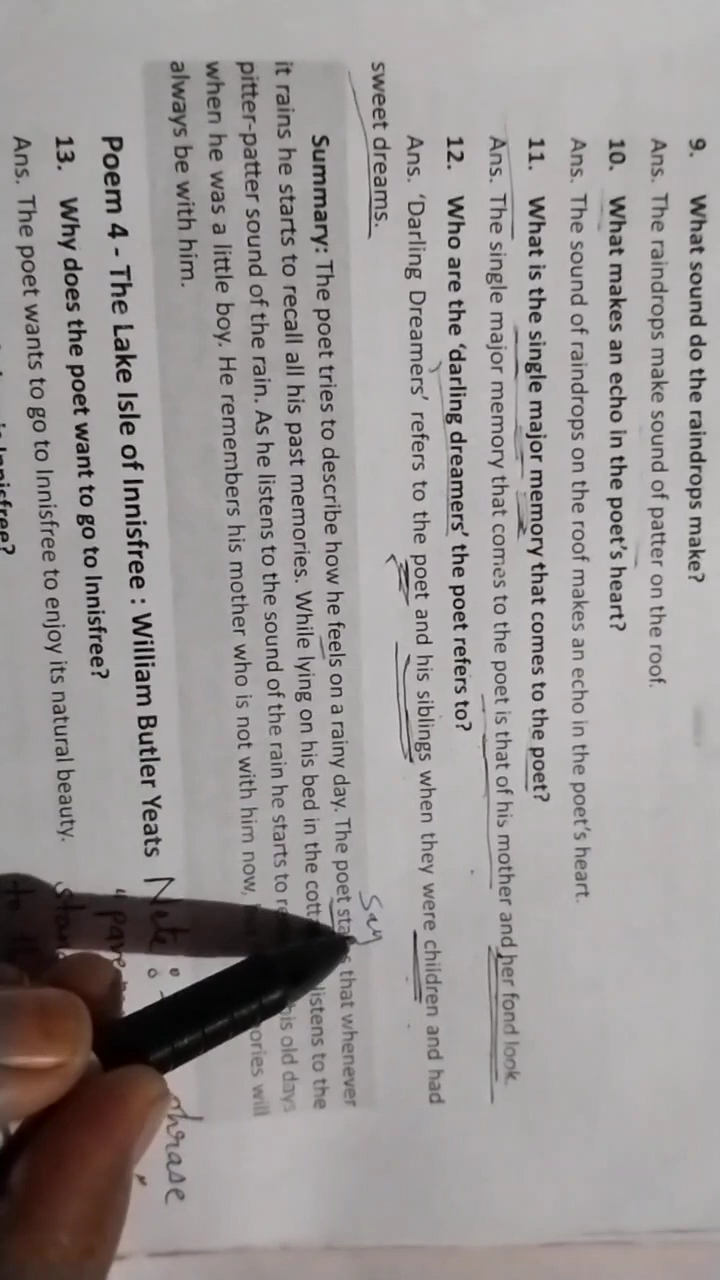 9. What sound do the raindrops make?
Ans. The raindrops make sound of patter on the roof.
10. What makes an echo in the poet's heart?
Ans. The sound of raindrops on the roof makes an echo in the poet's heart.
11. What is the single major memory that comes to the poet?
Ans. The single major memory that comes to the poet is that of his mother and her fond look.
12. Who are the 'darling dreamers' the poet refers to?
Ans. 'Darling Dreamers' refers to the poet and his siblings when they were children and had
sweet dreams.
Say
Summary: The poet tries to describe how he feels on a rainy day. The poet that whenever
it rains he starts to recall all his past memories. While lying on his bed in the listens to the
pitter-patter sound of the rain. As he listens to the sound of the rain he starts to his old days
when he was a little boy. He remembers his mother who is not with him now, will
always be with him.
Poem 4 - The Lake Isle of Innisfree : William Butler Yeats
Note :
phrase
13. Why does the poet want to go to Innisfree?
Ans. The poet wants to go to Innisfree to enjoy its natural beauty.
Innisfree?